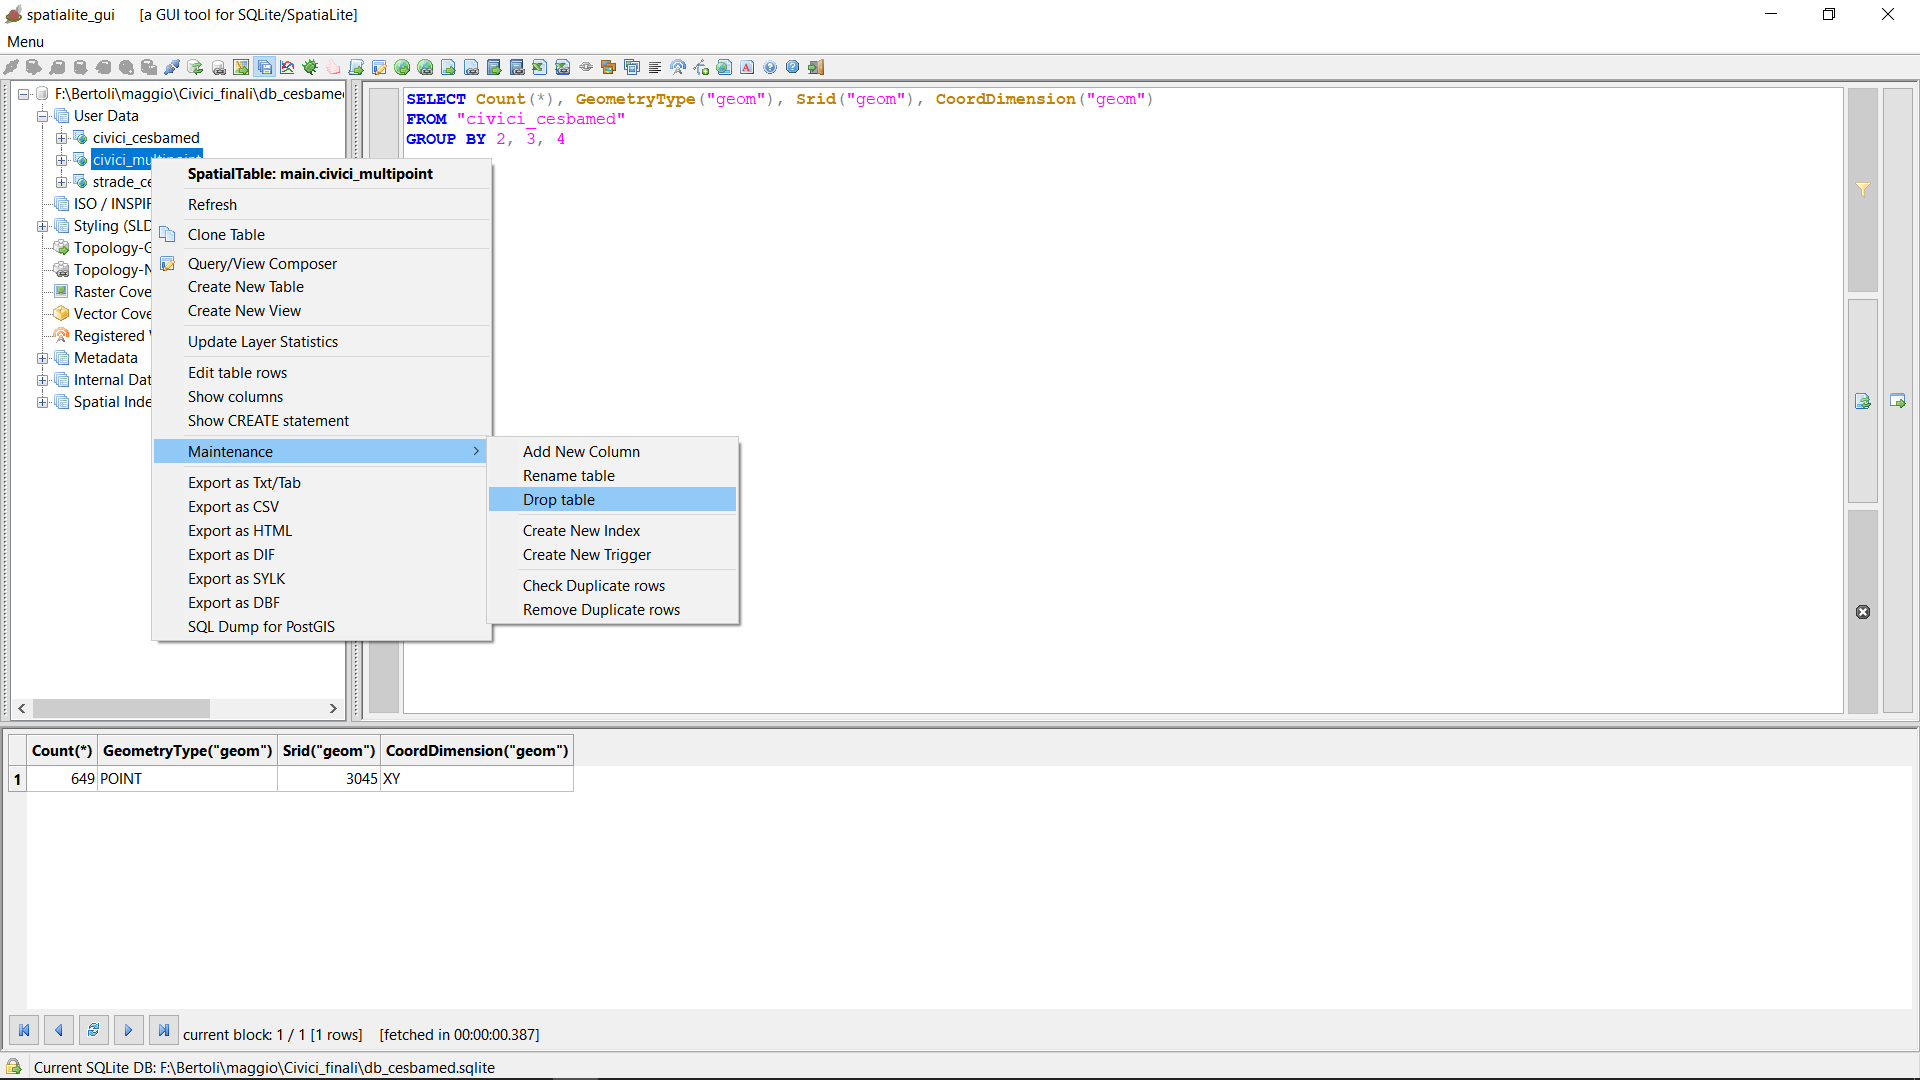 spatialite_gui [a GUI tool for SQLite/SpatiaLite]
Menu
F:\Bertoli\maggio\Civici_finali\db_cesbame
User Data
civici_cesbamed
civici_multipoint
strade_ce
ISO / INSPIR
Styling (SLD
Topology-G
Topology-N
Raster Cove
Vector Cove
Registered
Metadata
Internal Dat
Spatial Inde
SpatialTable: main.civici_multipoint
Refresh
Clone Table
Query/View Composer
Create New Table
Create New View
Update Layer Statistics
Edit table rows
Show columns
Show CREATE statement
Maintenance
Export as Txt/Tab
Export as CSV
Export as HTML
Export as DIF
Export as SYLK
Export as DBF
SQL Dump for PostGIS
Add New Column
Rename table
Drop table
Create New Index
Create New Trigger
Check Duplicate rows
Remove Duplicate rows
SELECT Count(*), GeometryType("geom"), Srid("geom"), CoordDimension("geom")
FROM "civici_cesbamed"
GROUP BY 2, 3, 4
Count(*) GeometryType("geom") Srid("geom") CoordDimension("geom")
1 649 POINT 3045 XY
current block: 1 / 1 [1 rows] [fetched in 00:00:00.387]
Current SQLite DB: F:\Bertoli\maggio\Civici_finali\db_cesbamed.sqlite